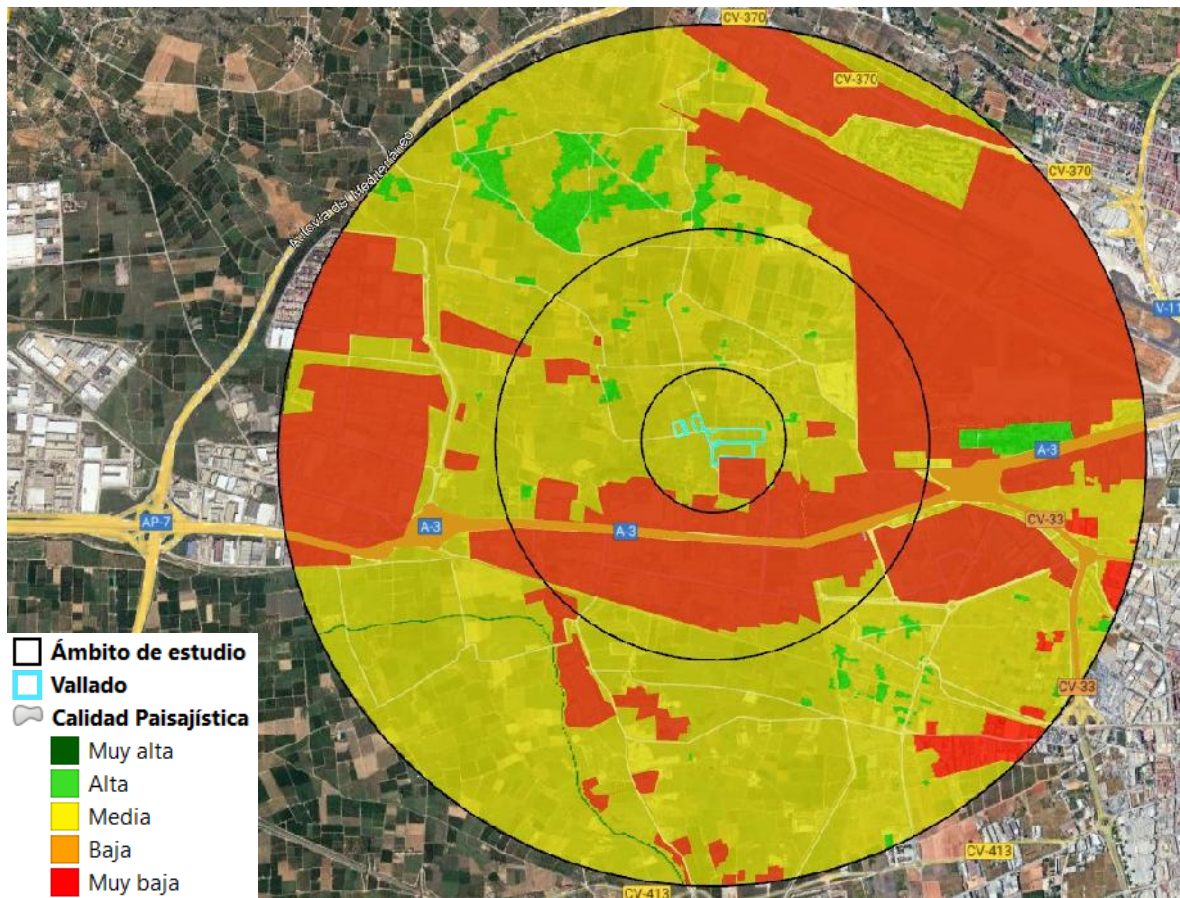 CV-370
CV-370
CV-370
Autovía del Mediterráneo
V-11
A-3
AP-7
A-3
A-3
CV-33
CV-33
CV-413
CV-413
Ámbito de estudio
Vallado
Calidad Paisajística
Muy alta
Alta
Media
Baja
Muy baja